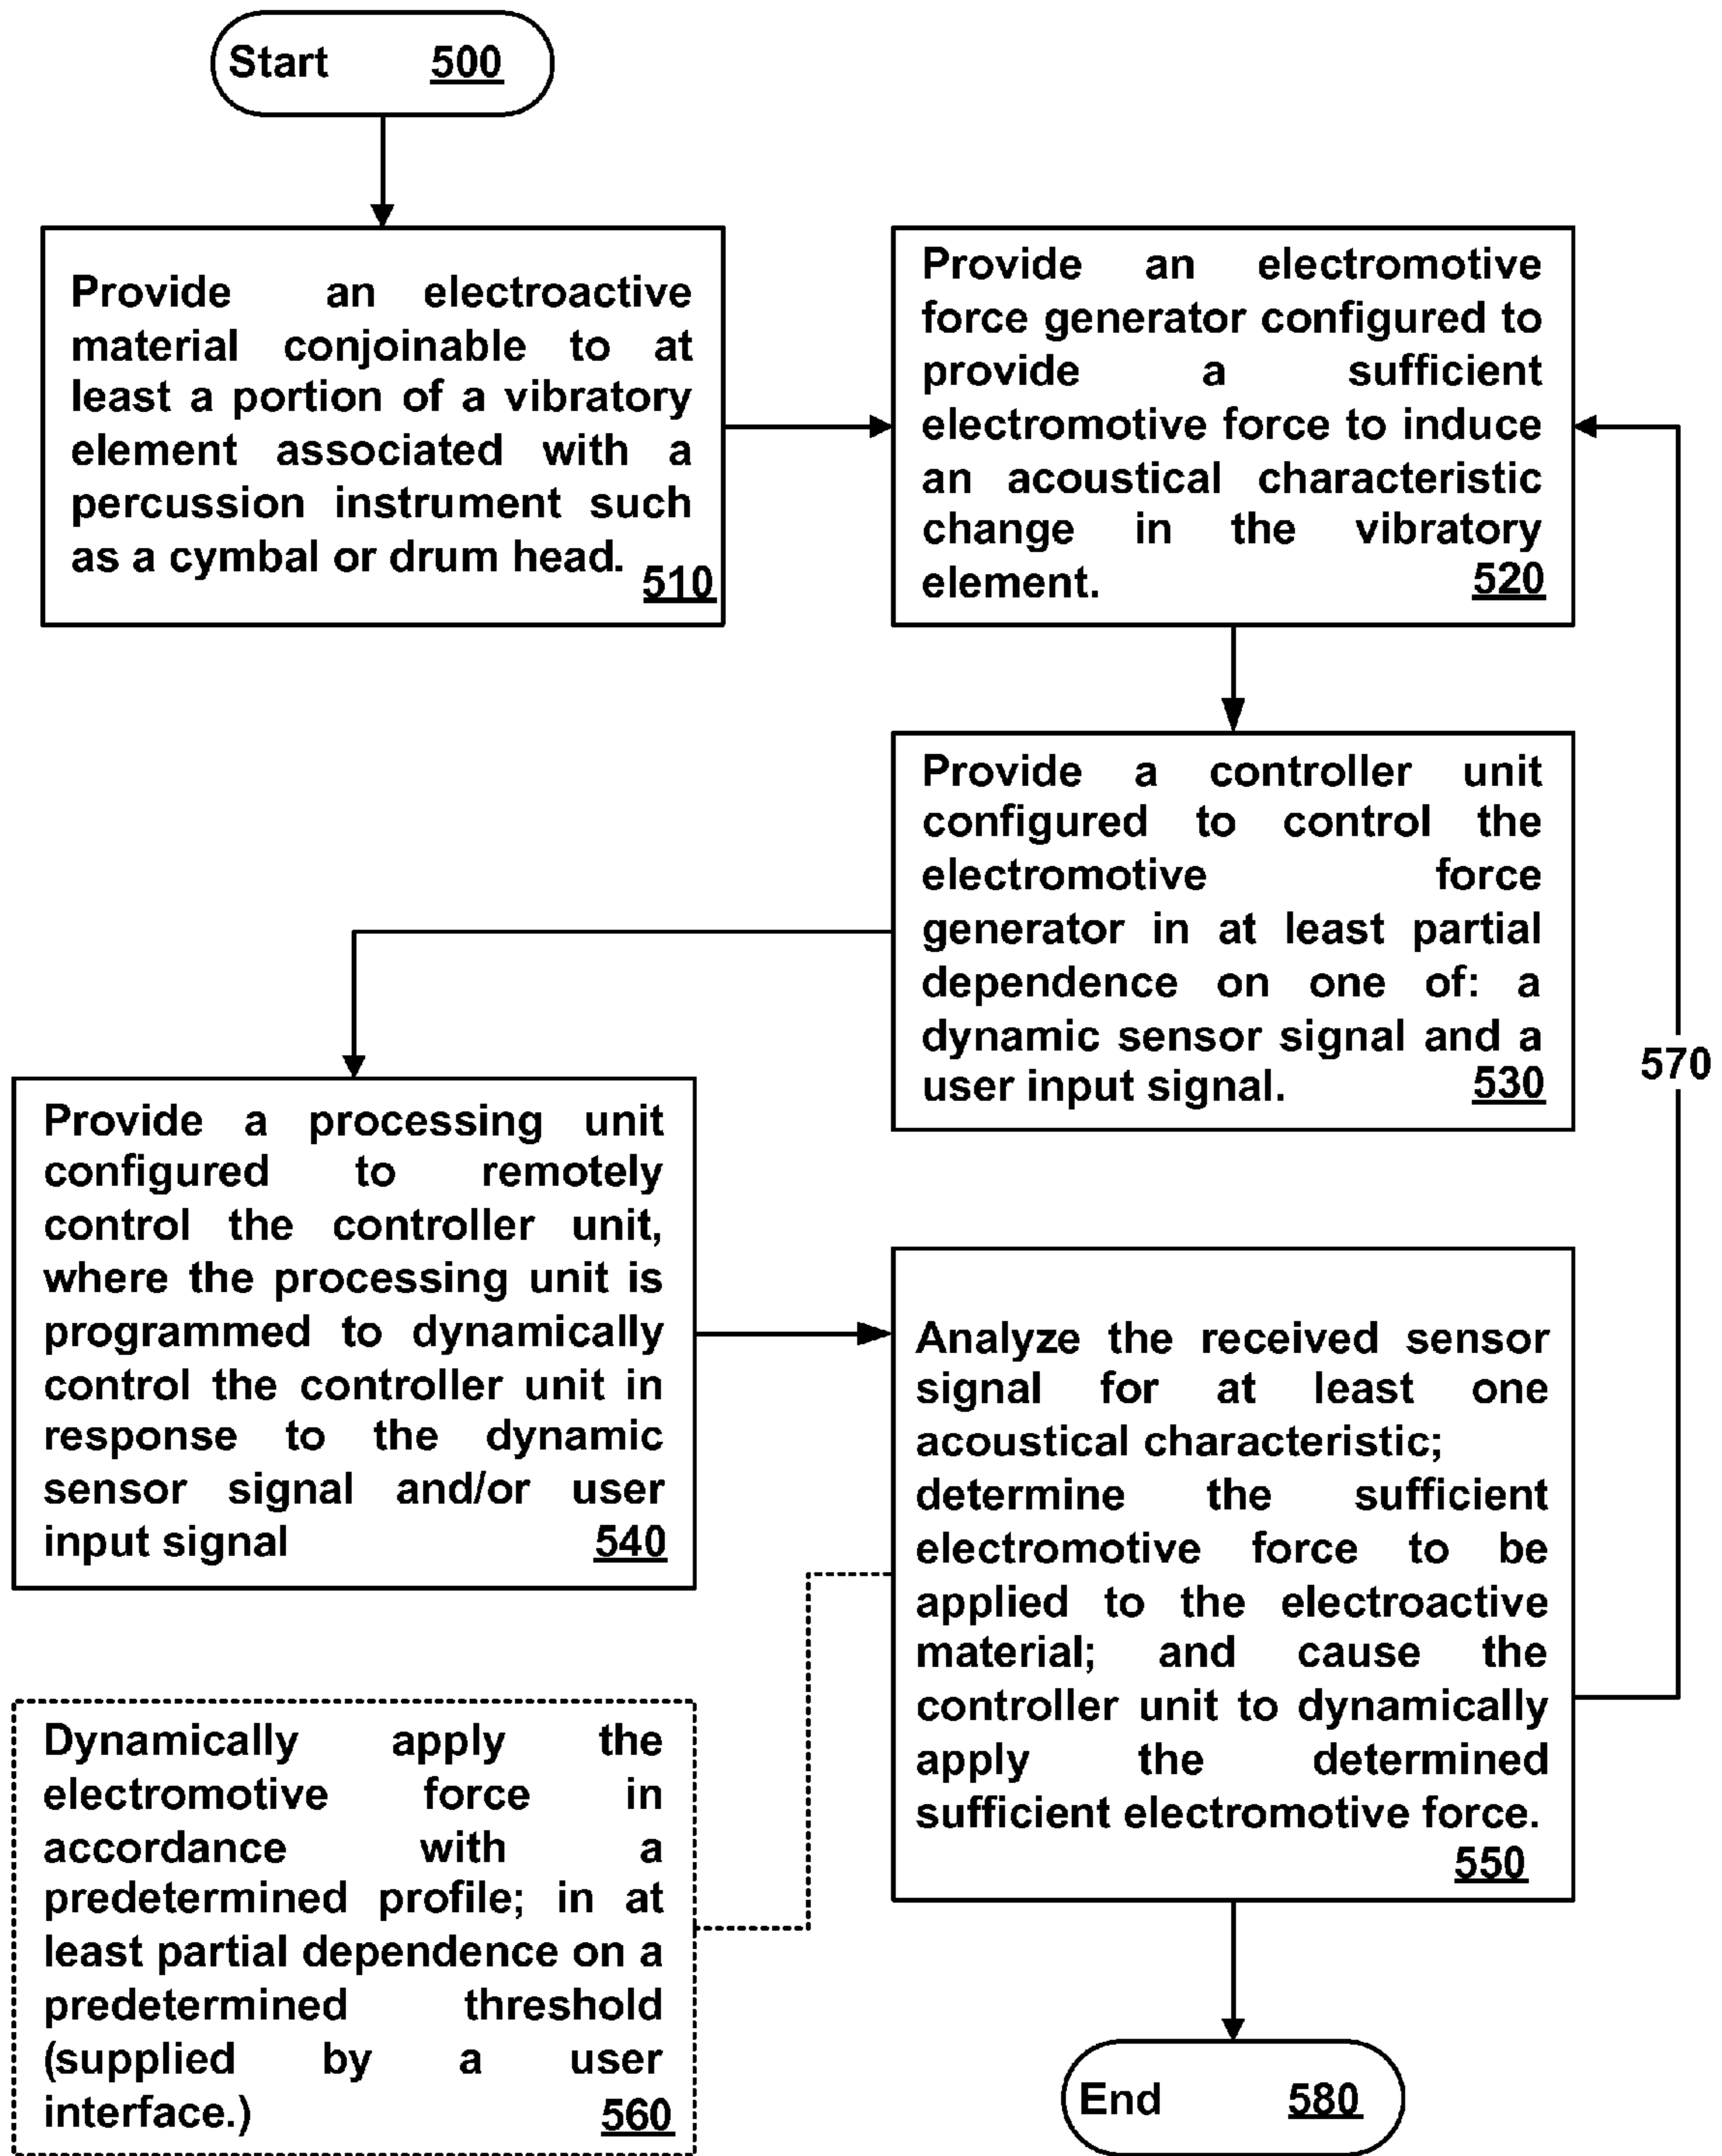 Start 500
Provide an electroactive
material conjoinable to at
least a portion of a vibratory
element associated with a
percussion instrument such
as a cymbal or drum head.
510
Provide an electromotive
force generator configured to
provide a sufficient
electromotive force to induce
an acoustical characteristic
change in the vibratory
element. 520
Provide a controller unit
configured to control the
electromotive force
generator in at least partial
dependence on one of: a
dynamic sensor signal and a
user input signal. 530
570
Provide a processing unit
configured to remotely
control the controller unit,
where the processing unit is
programmed to dynamically
control the controller unit in
response to the dynamic
sensor signal and/or user
input signal 540
Analyze the received sensor
signal for at least one
acoustical characteristic;
determine the sufficient
electromotive force to be
applied to the electroactive
material; and cause the
controller unit to dynamically
apply the determined
sufficient electromotive force.
550
Dynamically apply the
electromotive force in
accordance with a
predetermined profile; in at
least partial dependence on a
predetermined threshold
(supplied by a user
interface.) 560
End 580